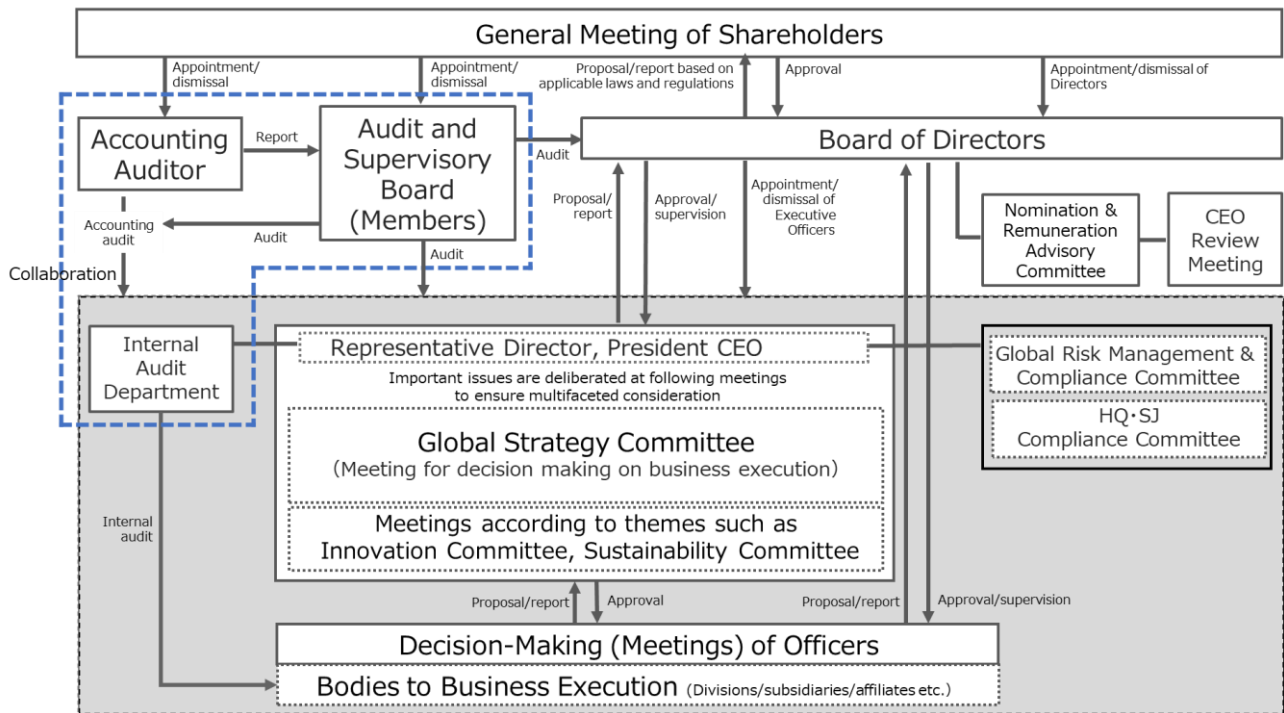 General Meeting of Shareholders
Appointment/
dismissal
Appointment/
dismissal
Proposal/report based on
applicable laws and regulations
Approval
Appointment/dismissal of
Directors
Accounting
Auditor
Report
Audit and
Supervisory
Board
(Members)
Audit
Board of Directors
Accounting
audit
Audit
Audit
Proposal/
report
Approval/
supervision
Appointment/
dismissal of
Executive
Officers
Nomination &
Remuneration
Advisory
Committee
CEO
Review
Meeting
Collaboration
Internal
Audit
Department
Representative Director, President CEO
Important issues are deliberated at following meetings
to ensure multifaceted consideration
Global Strategy Committee
(Meeting for decision making on business execution)
Meetings according to themes such as
Innovation Committee, Sustainability Committee
Global Risk Management &
Compliance Committee
HQ・SJ
Compliance Committee
Internal
audit
Proposal/report
Approval
Proposal/report
Approval/supervision
Decision-Making (Meetings) of Officers
Bodies to Business Execution (Divisions/subsidiaries/affiliates etc.)